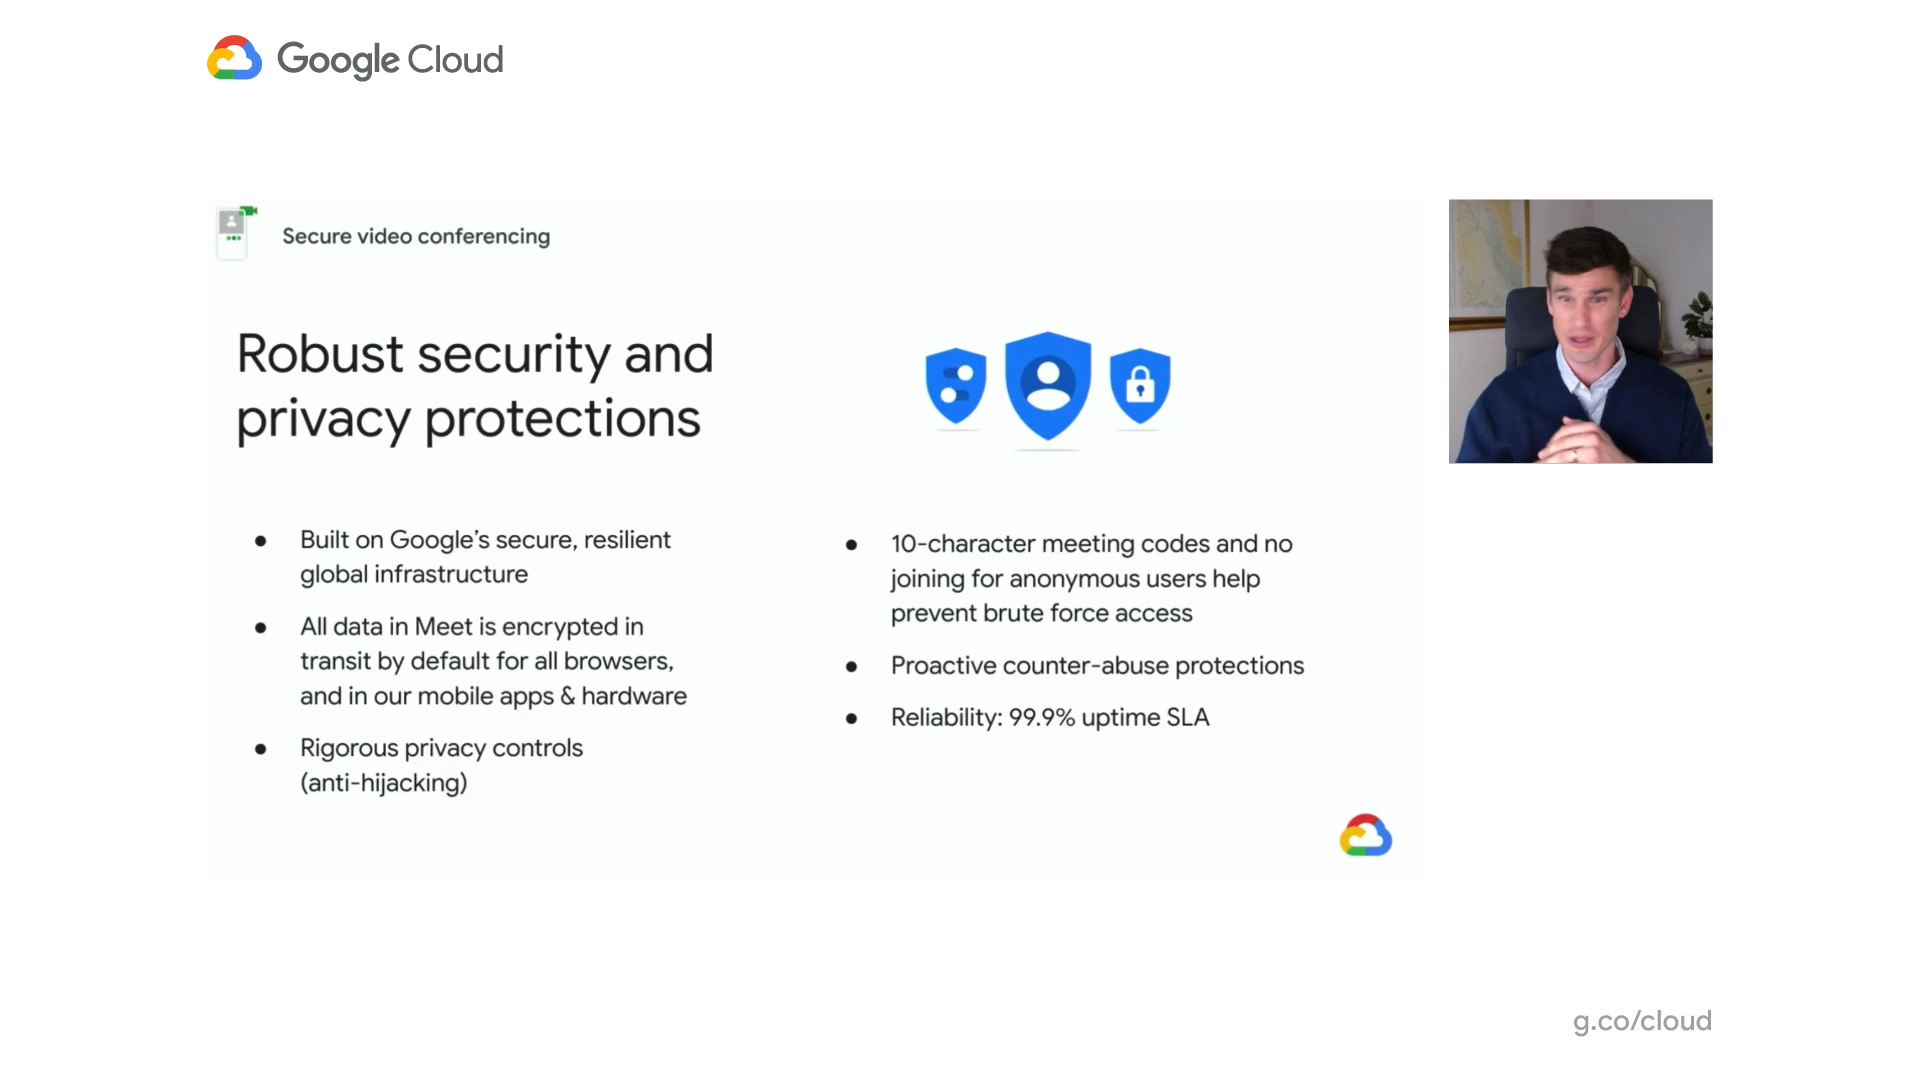 Google Cloud
Secure video conferencing
Robust security and
privacy protections
● Built on Google’s secure, resilient
global infrastructure
● All data in Meet is encrypted in
transit by default for all browsers,
and in our mobile apps & hardware
● Rigorous privacy controls
(anti-hijacking)
● 10-character meeting codes and no
joining for anonymous users help
prevent brute force access
● Proactive counter-abuse protections
● Reliability: 99.9% uptime SLA
g.co/cloud